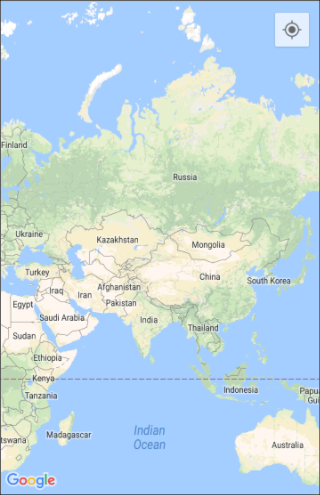 Finland
Russia
Ukraine
Kazakhstan
Mongolia
Turkey
China
South Korea
Iraq
Iran
Afghanistan
Pakistan
Egypt
Saudi Arabia
India
Thailand
Sudan
Ethiopia
Kenya
Indonesia
Papua
Gui
Tanzania
Madagascar
Indian
Ocean
tswana
Australia
Google